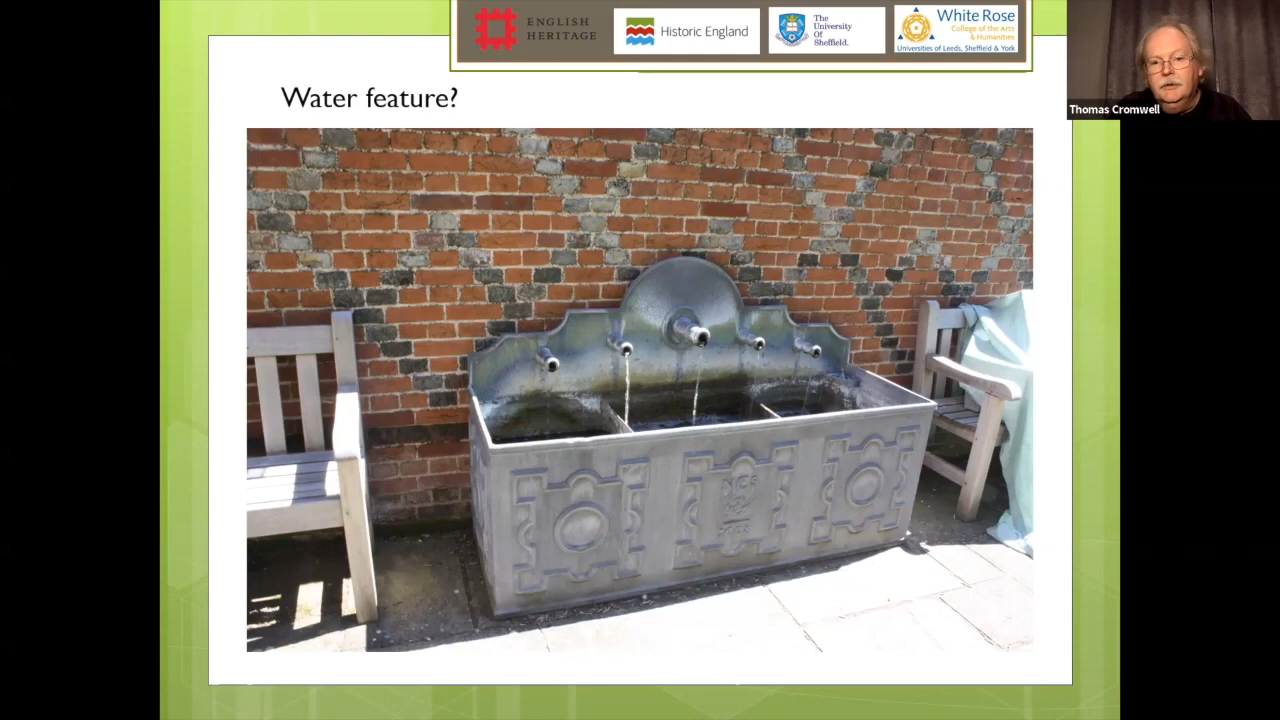 ENGLISH
HERITAGE
Historic England
The
University
Of
Sheffield.
White Rose
College of the Arts
& Humanities
Universities of Leeds, Sheffield & York
Thomas Cromwell
Water feature?